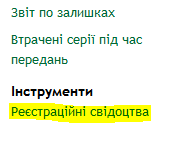 Звіт по залишках
Втрачені серії під час
передань
Інструменти
Реєстраційні свідоцтва